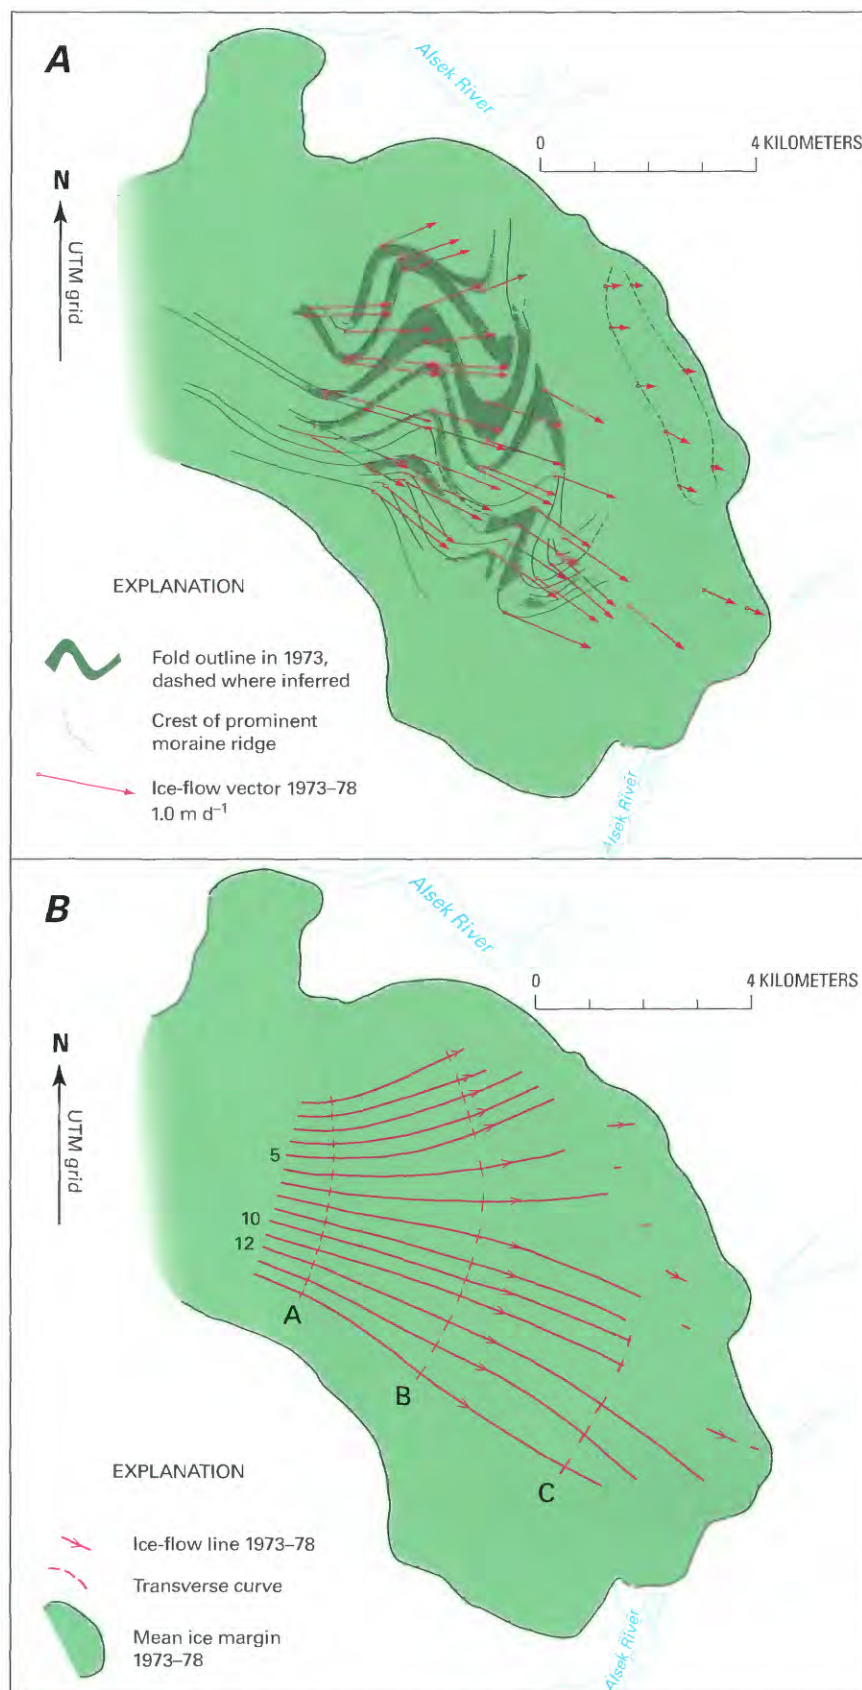 A
Alsek River
0 4 KILOMETERS
N
UTM grid
EXPLANATION
Fold outline in 1973,
dashed where inferred
Crest of prominent
moraine ridge
Ice-flow vector 1973–78
1.0 m d⁻¹
Alsek River
B
Alsek River
0 4 KILOMETERS
N
UTM grid
5
10
12
A
B
C
EXPLANATION
Ice-flow line 1973–78
Transverse curve
Mean ice margin
1973–78
Alsek River